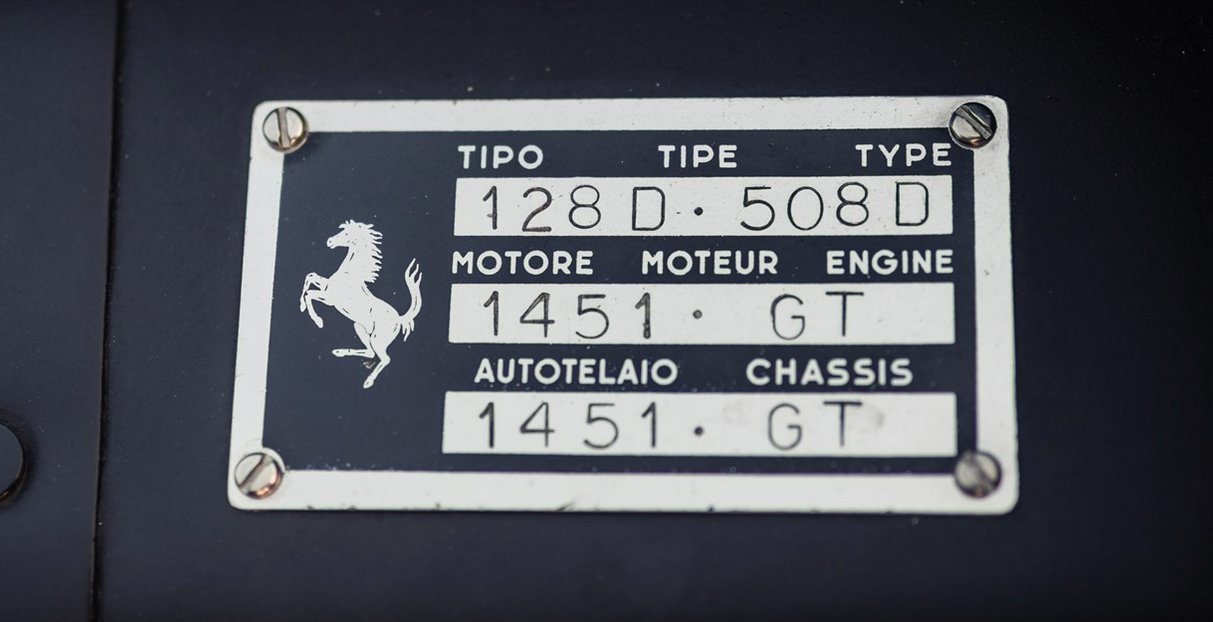 TIPO TIPE TYPE
128 D · 508 D
MOTORE MOTEUR ENGINE
1451 · GT
AUTOTELAIO CHASSIS
1451 · GT